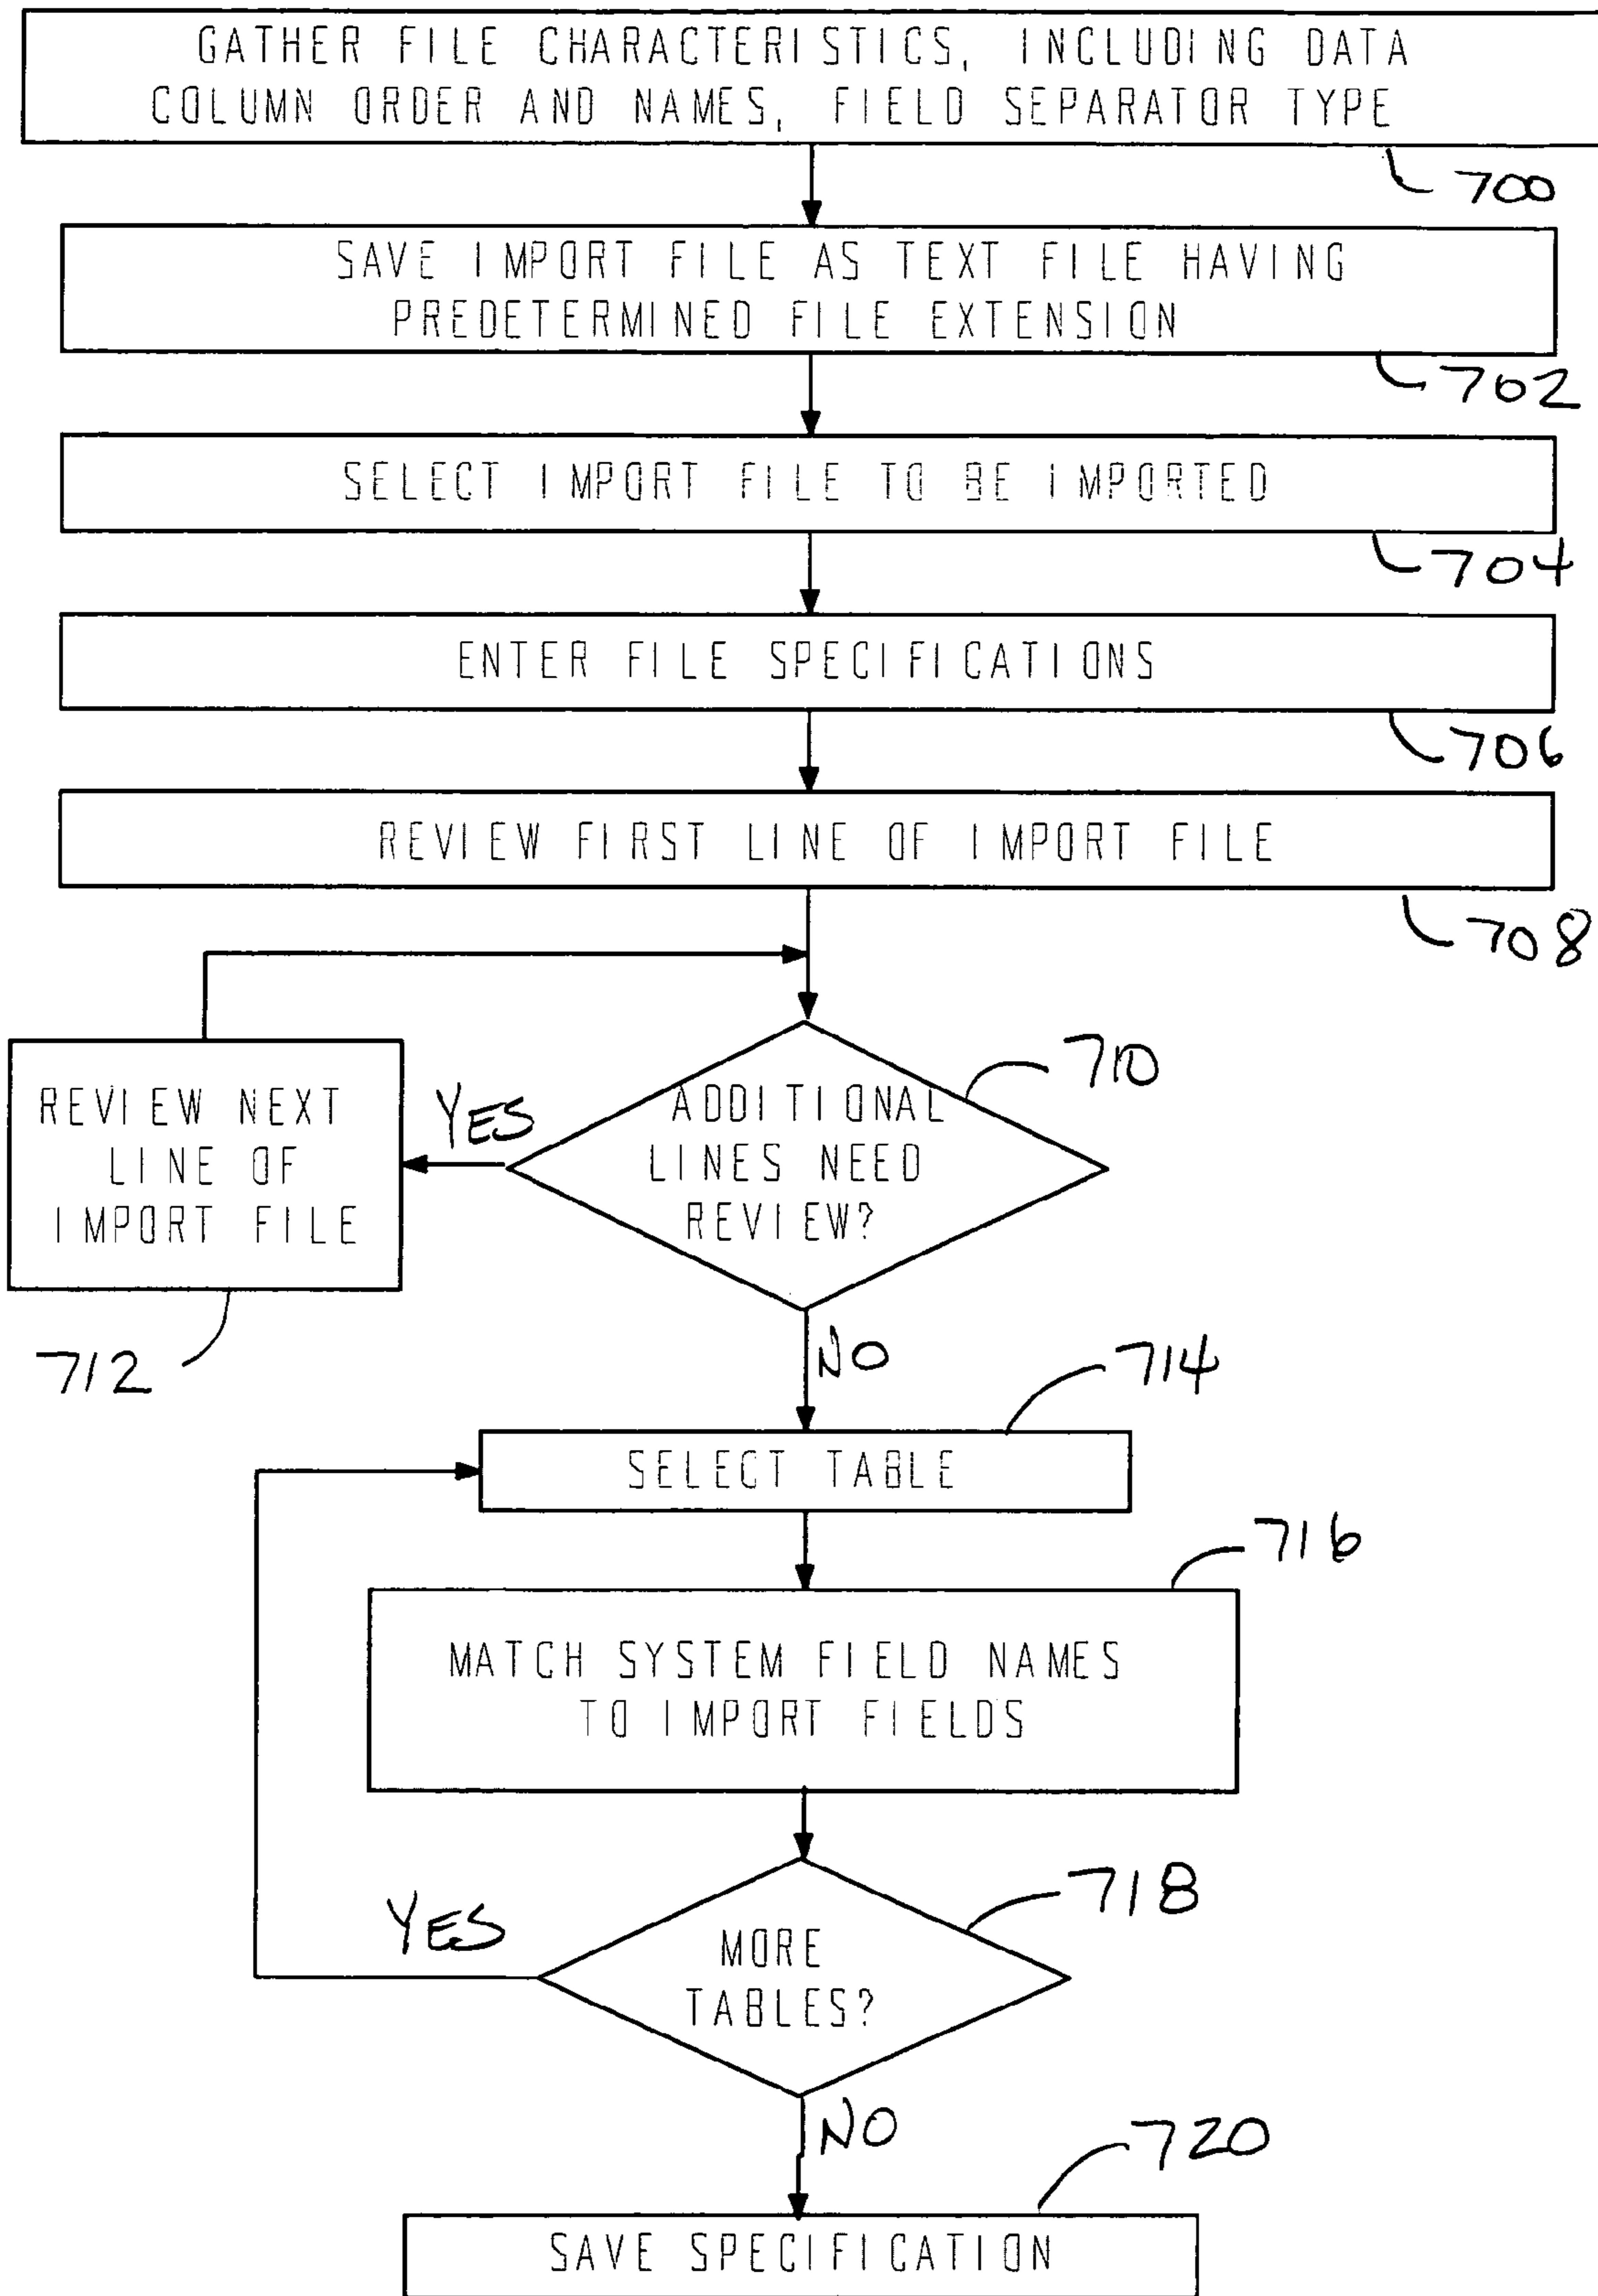 GATHER FILE CHARACTERISTICS, INCLUDING DATA
COLUMN ORDER AND NAMES, FIELD SEPARATOR TYPE
700
SAVE IMPORT FILE AS TEXT FILE HAVING
PREDETERMINED FILE EXTENSION
702
SELECT IMPORT FILE TO BE IMPORTED
704
ENTER FILE SPECIFICATIONS
706
REVIEW FIRST LINE OF IMPORT FILE
708
710
ADDITIONAL
LINES NEED
REVIEW?
YES
REVIEW NEXT
LINE OF
IMPORT FILE
712
NO
714
SELECT TABLE
716
MATCH SYSTEM FIELD NAMES
TO IMPORT FIELDS
718
YES
MORE
TABLES?
NO
720
SAVE SPECIFICATION